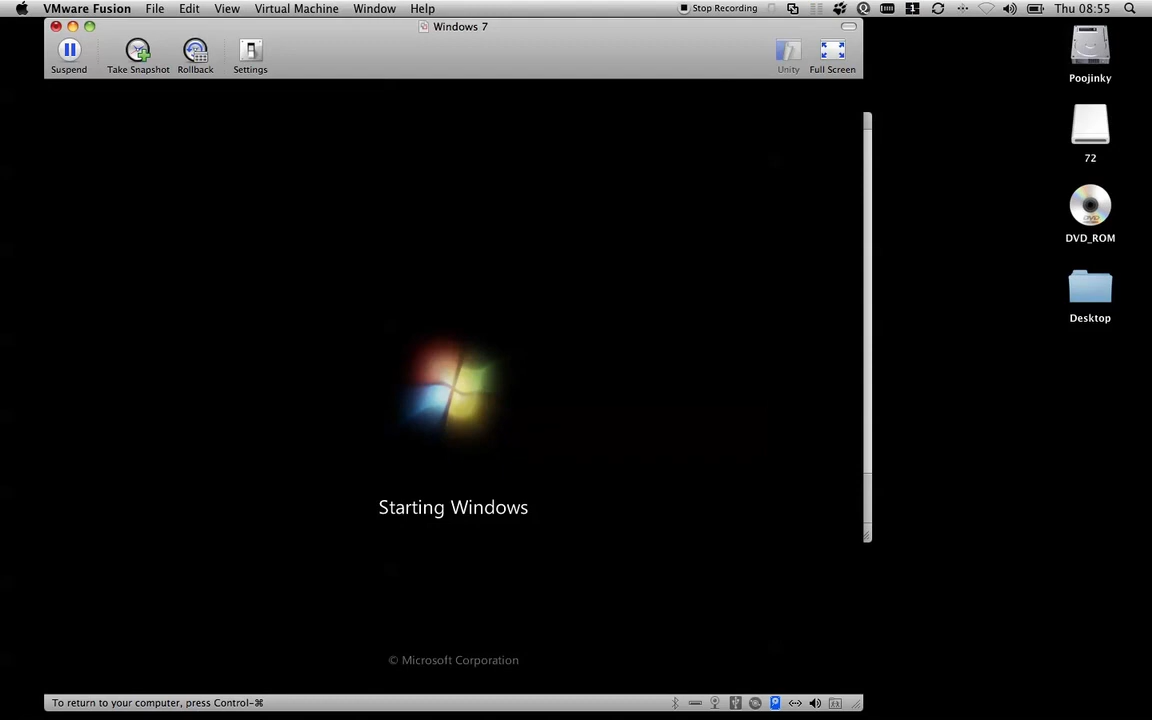 VMware Fusion File Edit View Virtual Machine Window Help Stop Recording Thu 08:55
Windows 7
Suspend Take Snapshot Rollback Settings Unity Full Screen
Poojinky
72
DVD_ROM
Desktop
Starting Windows
© Microsoft Corporation
To return to your computer, press Control-⌘